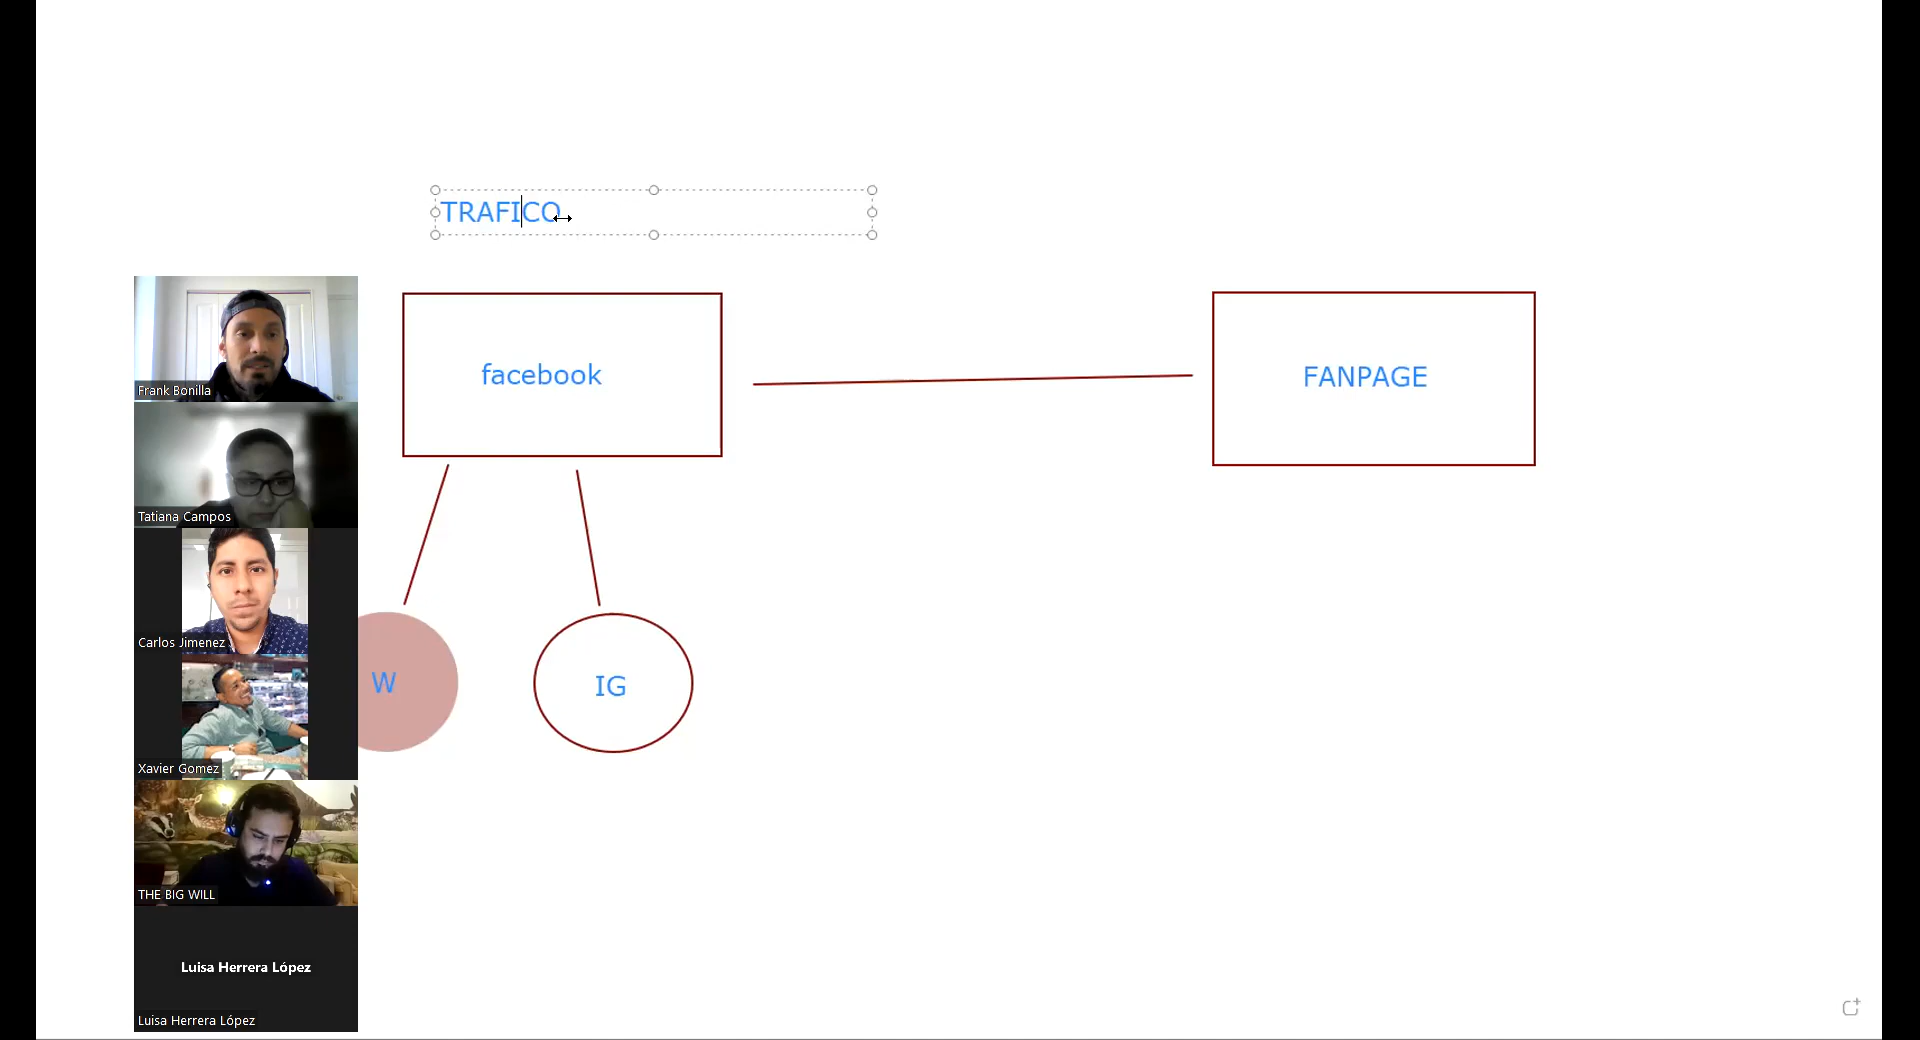 TRAFICO
facebook
FANPAGE
W
IG
Frank Bonilla
Tatiana Campos
Carlos Jimenez
Xavier Gomez
THE BIG WILL
Luisa Herrera López
Luisa Herrera López